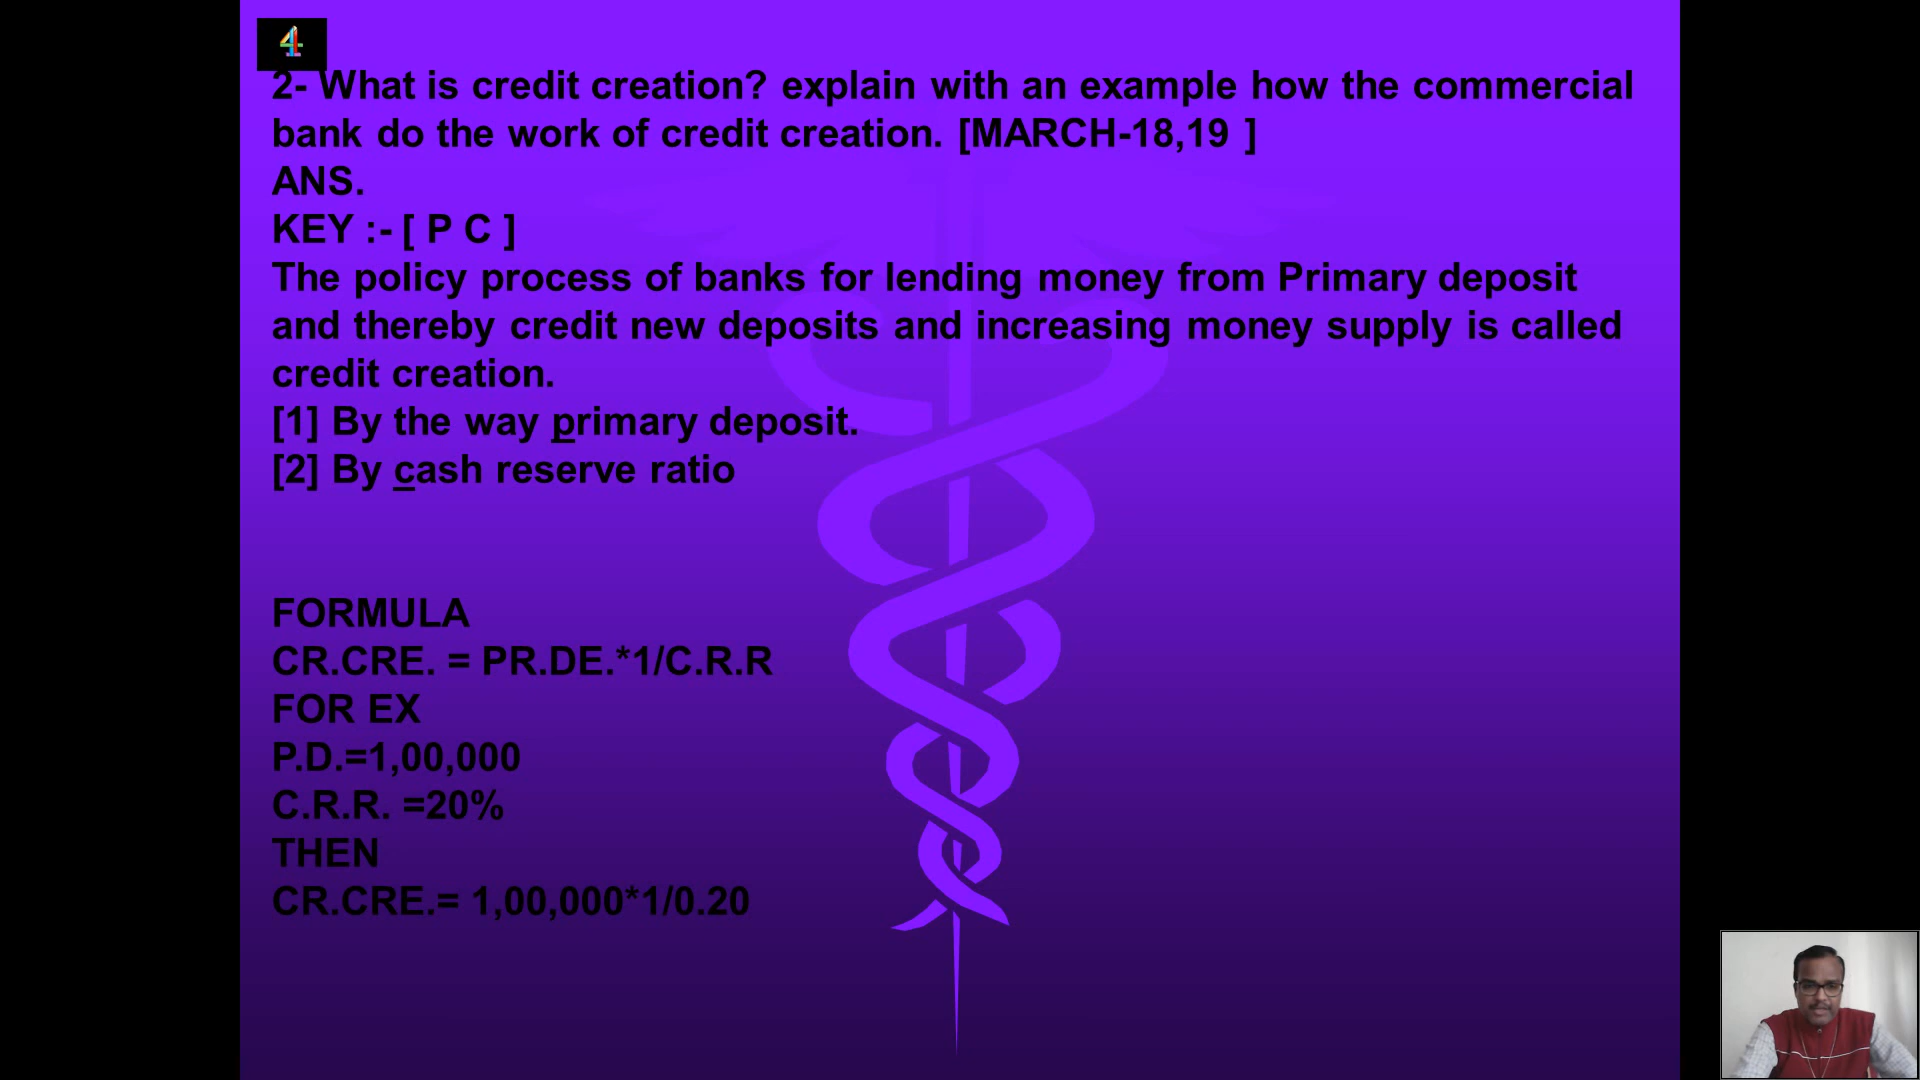 4
2- What is credit creation? explain with an example how the commercial
bank do the work of credit creation. [MARCH-18,19 ]
ANS.
KEY :- [ P C ]
The policy process of banks for lending money from Primary deposit
and thereby credit new deposits and increasing money supply is called
credit creation.
[1] By the way primary deposit.
[2] By cash reserve ratio
FORMULA
CR.CRE. = PR.DE.*1/C.R.R
FOR EX
P.D.=1,00,000
C.R.R. =20%
THEN
CR.CRE.= 1,00,000*1/0.20